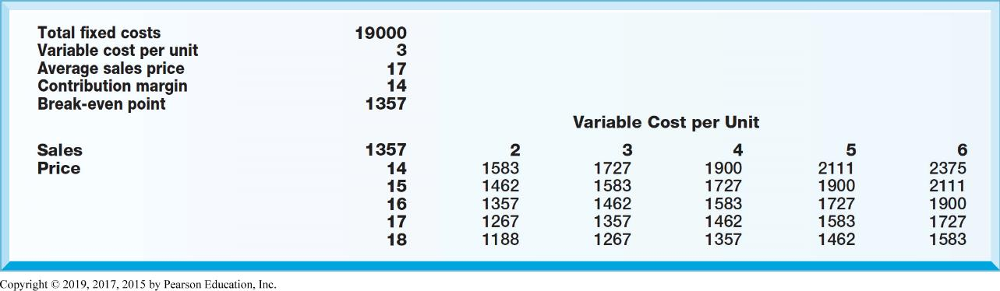 Total fixed costs 19000
Variable cost per unit 3
Average sales price 17
Contribution margin 14
Break-even point 1357
Variable Cost per Unit
Sales 1357 2 3 4 5 6
Price 14 1583 1727 1900 2111 2375
15 1462 1583 1727 1900 2111
16 1357 1462 1583 1727 1900
17 1267 1357 1462 1583 1727
18 1188 1267 1357 1462 1583
Copyright © 2019, 2017, 2015 by Pearson Education, Inc.